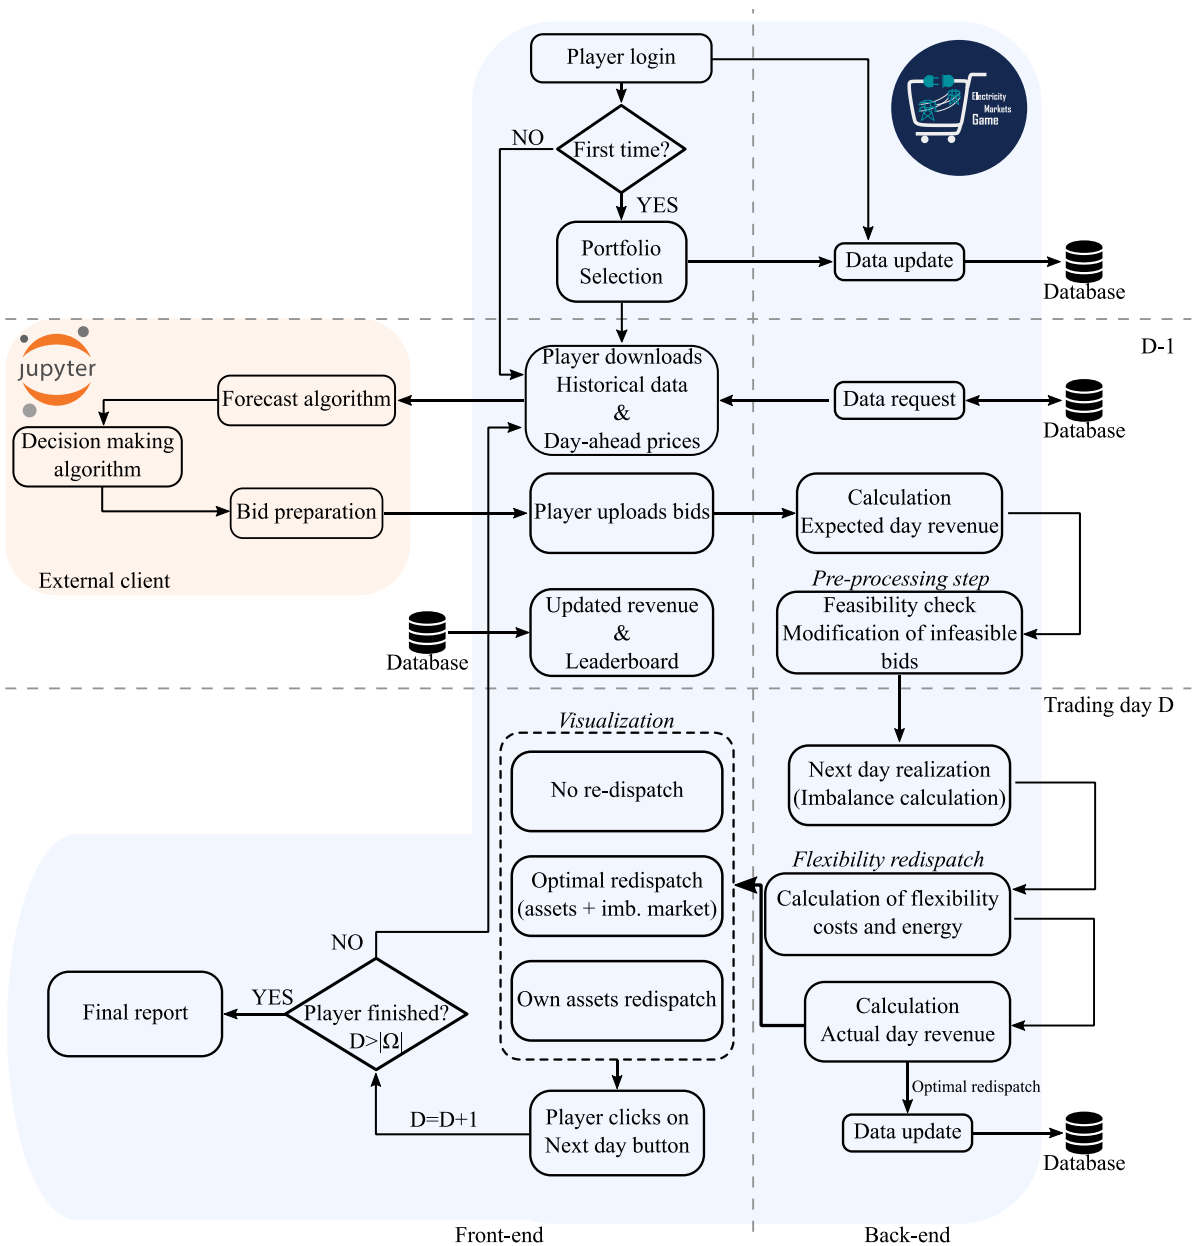 Player login
Electricity
Markets
Game
NO
First time?
YES
Portfolio
Selection
Data update
Database
D-1
jupyter
Player downloads
Historical data
&
Day-ahead prices
Forecast algorithm
Data request
Database
Decision making
algorithm
Bid preparation
Player uploads bids
Calculation
Expected day revenue
External client
Pre-processing step
Feasibility check
Modification of infeasible
bids
Updated revenue
&
Leaderboard
Database
Trading day D
Visualization
No re-dispatch
Next day realization
(Imbalance calculation)
Flexibility redispatch
Optimal redispatch
(assets + imb. market)
Calculation of flexibility
costs and energy
NO
Own assets redispatch
YES
Final report
Player finished?
D>|Ω|
Calculation
Actual day revenue
Optimal redispatch
D=D+1
Player clicks on
Next day button
Data update
Database
Front-end
Back-end